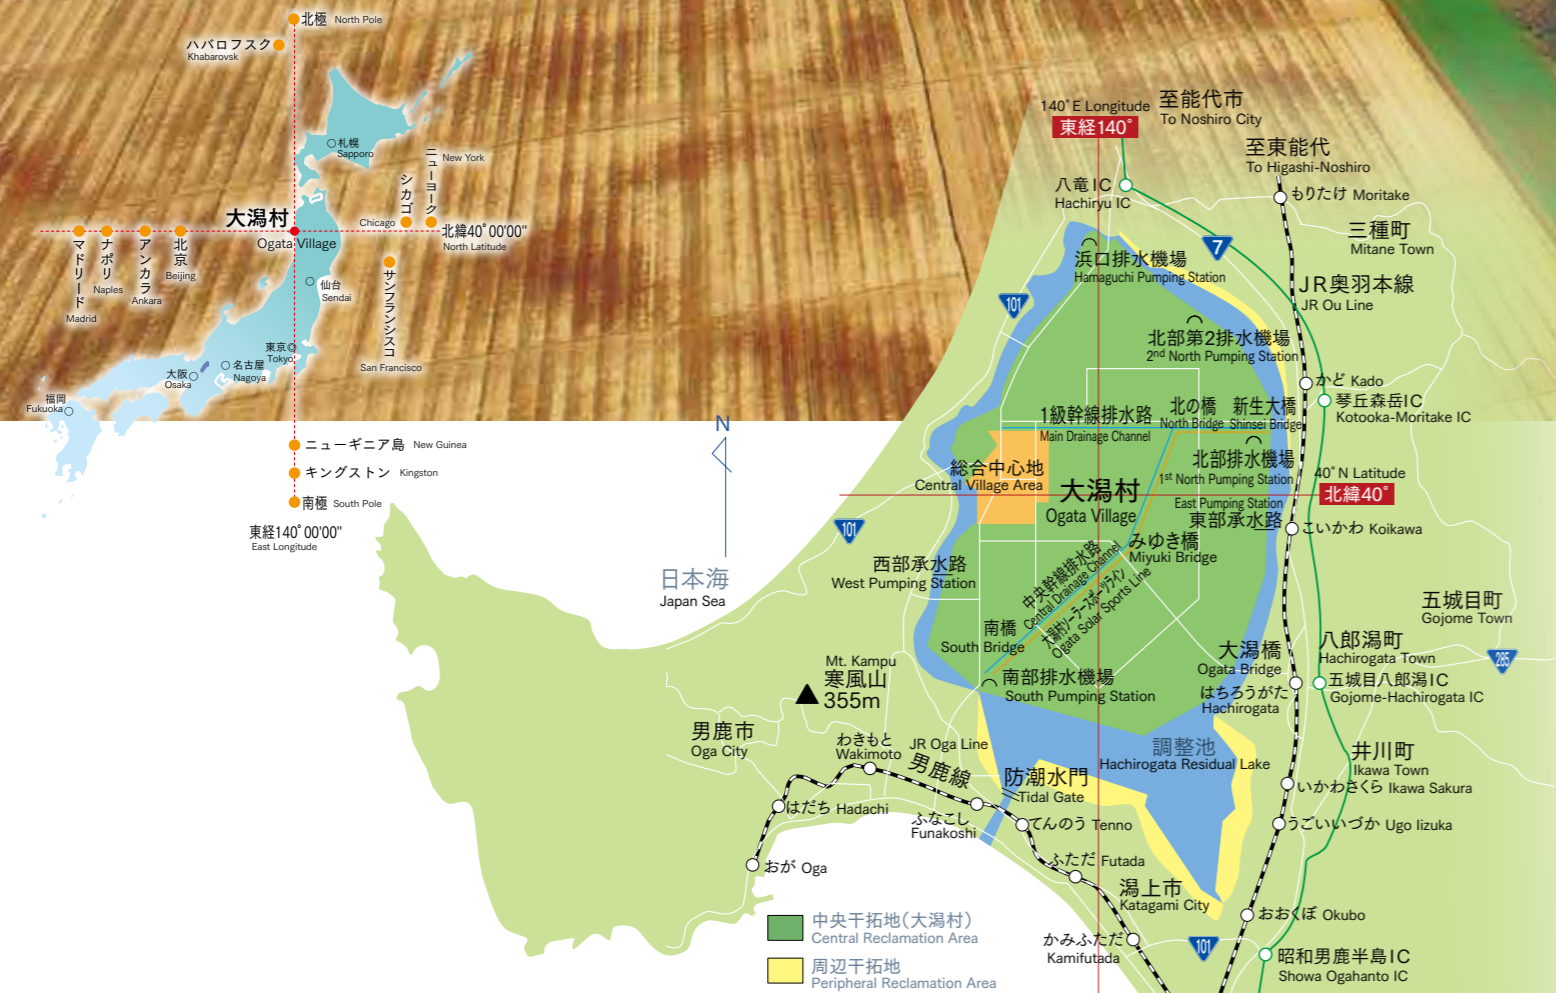 北極 North Pole
ハバロフスク
Khabarovsk
札幌
Sapporo
ニューヨーク
New York
シカゴ
Chicago
大潟村
Ogata Village
北緯40°00'00"
North Latitude
マドリード
Madrid
ナポリ
Naples
アンカラ
Ankara
北京
Beijing
仙台
Sendai
サンフランシスコ
San Francisco
東京
Tokyo
名古屋
Nagoya
大阪
Osaka
福岡
Fukuoka
ニューギニア島 New Guinea
キングストン Kingston
南極 South Pole
東経140°00'00"
East Longitude
N
日本海
Japan Sea
140°E Longitude
東経140°
至能代市
To Noshiro City
至東能代
To Higashi-Noshiro
八竜IC
Hachiryu IC
もりたけ Moritake
三種町
Mitane Town
7
浜口排水機場
Hamaguchi Pumping Station
JR奥羽本線
JR Ou Line
101
北部第2排水機場
2nd North Pumping Station
かど Kado
琴丘森岳IC
Kotooka-Moritake IC
1級幹線排水路
Main Drainage Channel
北の橋
North Bridge
新生大橋
Shinsei Bridge
北部排水機場
1st North Pumping Station
総合中心地
Central Village Area
大潟村
Ogata Village
40°N Latitude
北緯40°
East Pumping Station
東部承水路
こいかわ Koikawa
101
西部承水路
West Pumping Station
みゆき橋
Miyuki Bridge
中央幹線排水路
Central Drainage Channel
大潟村ソーラースポーツライン
Ogata Solar Sports Line
南橋
South Bridge
五城目町
Gojome Town
285
大潟橋
Ogata Bridge
八郎潟町
Hachirogata Town
五城目八郎潟IC
Gojome-Hachirogata IC
はちろうがた
Hachirogata
南部排水機場
South Pumping Station
Mt. Kampu
寒風山
355m
男鹿市
Oga City
わきもと
Wakimoto
JR Oga Line
男鹿線
調整池
Hachirogata Residual Lake
井川町
Ikawa Town
いかわさくら Ikawa Sakura
防潮水門
Tidal Gate
はだち Hadachi
ふなこし
Funakoshi
てんのう Tenno
うごいいづか Ugo Iizuka
おが Oga
ふただ Futada
潟上市
Katagami City
おおくぼ Okubo
かみふただ
Kamifutada
101
昭和男鹿半島IC
Showa Ogahanto IC
中央干拓地(大潟村)
Central Reclamation Area
周辺干拓地
Peripheral Reclamation Area